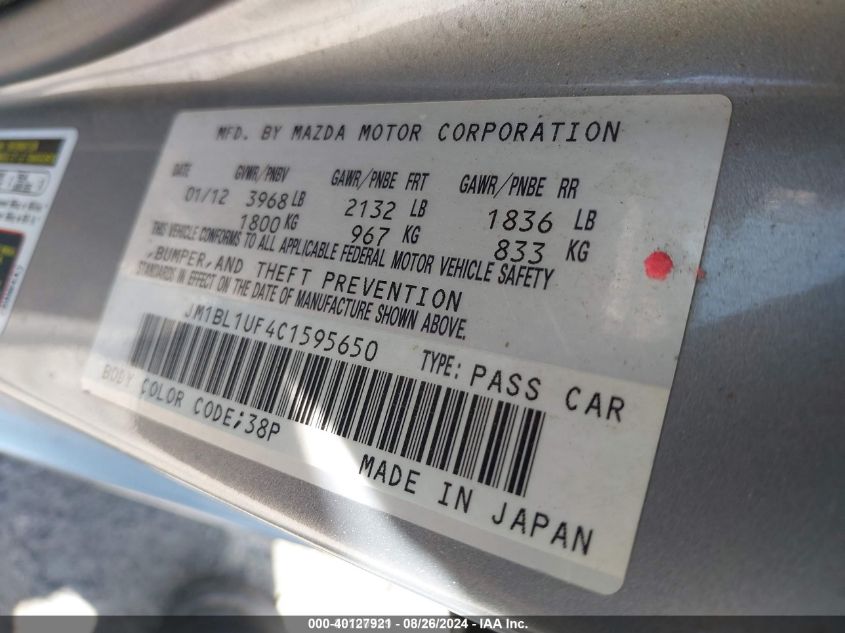 MFD. BY MAZDA MOTOR CORPORATION
DATE GVWR/PNBV GAWR/PNBE FRT GAWR/PNBE RR
01/12 3968 LB 2132 LB 1836 LB
1800 KG 967 KG 833 KG
THIS VEHICLE CONFORMS TO ALL APPLICABLE FEDERAL MOTOR VEHICLE SAFETY
,BUMPER,AND THEFT PREVENTION
STANDARDS IN EFFECT ON THE DATE OF MANUFACTURE SHOWN ABOVE.
JM1BL1UF4C1595650 TYPE: PASS CAR
BODY COLOR CODE;38P
MADE IN JAPAN
000-40127921 - 08/26/2024 - IAA Inc.